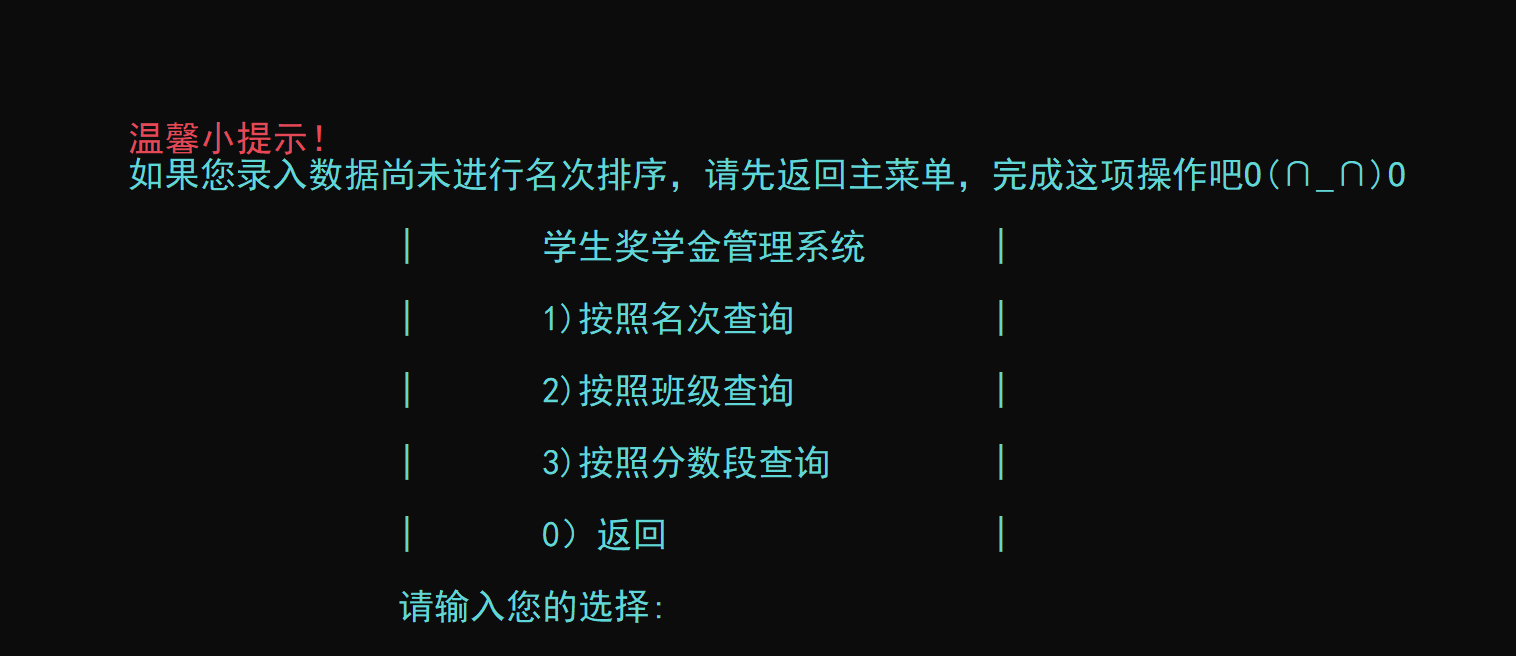 温馨小提示!
如果您录入数据尚未进行名次排序，请先返回主菜单，完成这项操作吧O(∩_∩)O
| 学生奖学金管理系统 |
| 1)按照名次查询 |
| 2)按照班级查询 |
| 3)按照分数段查询 |
| 0）返回 |
请输入您的选择: